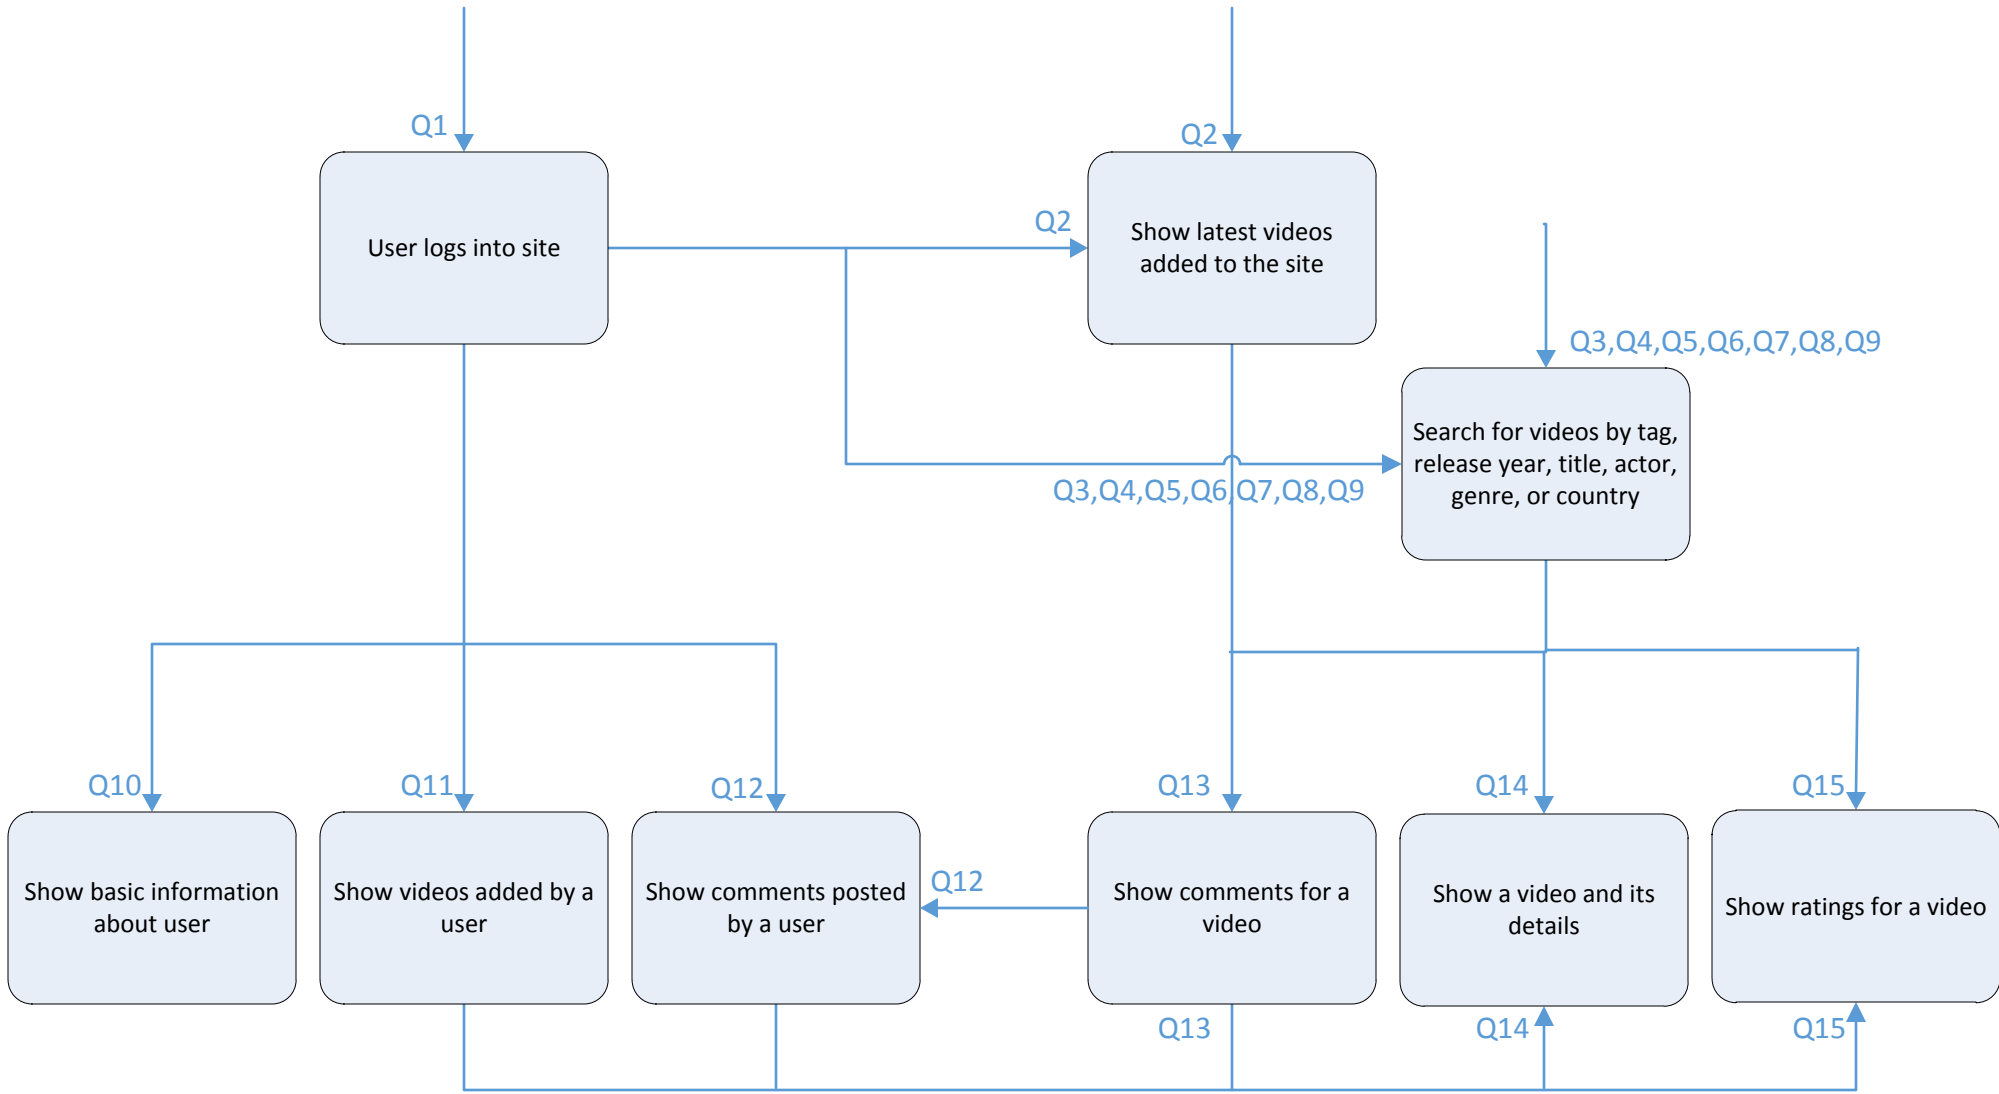 Q1
Q2
User logs into site
Q2
Show latest videos
added to the site
Q3,Q4,Q5,Q6,Q7,Q8,Q9
Search for videos by tag,
release year, title, actor,
genre, or country
Q3,Q4,Q5,Q6,Q7,Q8,Q9
Q10
Q11
Q12
Q13
Q14
Q15
Show basic information
about user
Show videos added by a
user
Show comments posted
by a user
Q12
Show comments for a
video
Show a video and its
details
Show ratings for a video
Q13
Q14
Q15